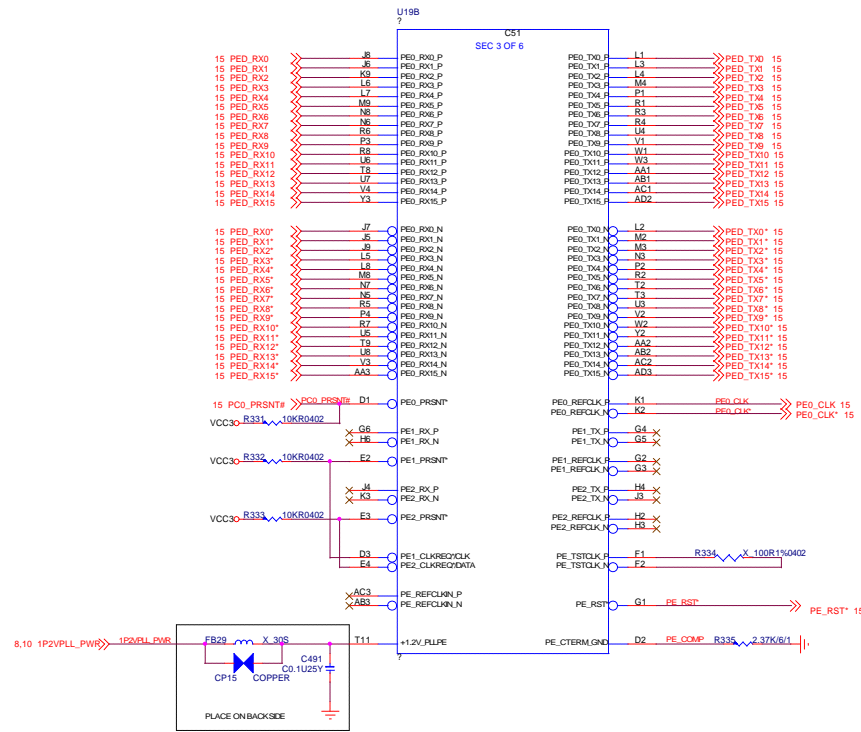 U19B
?
C51
SEC 3 OF 6
15 PED_RX0 J8 PE0_RX0_P PE0_TX0_P L1 PED_TX0 15
15 PED_RX1 J6 PE0_RX1_P PE0_TX1_P L3 PED_TX1 15
15 PED_RX2 K9 PE0_RX2_P PE0_TX2_P L4 PED_TX2 15
15 PED_RX3 L6 PE0_RX3_P PE0_TX3_P M4 PED_TX3 15
15 PED_RX4 L7 PE0_RX4_P PE0_TX4_P P1 PED_TX4 15
15 PED_RX5 M9 PE0_RX5_P PE0_TX5_P R1 PED_TX5 15
15 PED_RX6 N8 PE0_RX6_P PE0_TX6_P R3 PED_TX6 15
15 PED_RX7 N6 PE0_RX7_P PE0_TX7_P R4 PED_TX7 15
15 PED_RX8 R6 PE0_RX8_P PE0_TX8_P U4 PED_TX8 15
15 PED_RX9 P3 PE0_RX9_P PE0_TX9_P V1 PED_TX9 15
15 PED_RX10 R8 PE0_RX10_P PE0_TX10_P W1 PED_TX10 15
15 PED_RX11 U6 PE0_RX11_P PE0_TX11_P W3 PED_TX11 15
15 PED_RX12 T8 PE0_RX12_P PE0_TX12_P AA1 PED_TX12 15
15 PED_RX13 U7 PE0_RX13_P PE0_TX13_P AB1 PED_TX13 15
15 PED_RX14 V4 PE0_RX14_P PE0_TX14_P AC1 PED_TX14 15
15 PED_RX15 Y3 PE0_RX15_P PE0_TX15_P AD2 PED_TX15 15
15 PED_RX0* J7 PE0_RX0_N PE0_TX0_N L2 PED_TX0* 15
15 PED_RX1* J5 PE0_RX1_N PE0_TX1_N M2 PED_TX1* 15
15 PED_RX2* J9 PE0_RX2_N PE0_TX2_N M3 PED_TX2* 15
15 PED_RX3* L5 PE0_RX3_N PE0_TX3_N N3 PED_TX3* 15
15 PED_RX4* L8 PE0_RX4_N PE0_TX4_N P2 PED_TX4* 15
15 PED_RX5* M8 PE0_RX5_N PE0_TX5_N R2 PED_TX5* 15
15 PED_RX6* N7 PE0_RX6_N PE0_TX6_N T2 PED_TX6* 15
15 PED_RX7* N5 PE0_RX7_N PE0_TX7_N T3 PED_TX7* 15
15 PED_RX8* R5 PE0_RX8_N PE0_TX8_N U3 PED_TX8* 15
15 PED_RX9* P4 PE0_RX9_N PE0_TX9_N V2 PED_TX9* 15
15 PED_RX10* R7 PE0_RX10_N PE0_TX10_N W2 PED_TX10* 15
15 PED_RX11* U5 PE0_RX11_N PE0_TX11_N Y2 PED_TX11* 15
15 PED_RX12* T9 PE0_RX12_N PE0_TX12_N AA2 PED_TX12* 15
15 PED_RX13* U8 PE0_RX13_N PE0_TX13_N AB2 PED_TX13* 15
15 PED_RX14* V3 PE0_RX14_N PE0_TX14_N AC2 PED_TX14* 15
15 PED_RX15* AA3 PE0_RX15_N PE0_TX15_N AD3 PED_TX15* 15
15 PC0_PRSNT# PC0_PRSNT# D1 PE0_PRSNT* PE0_REFCLK_P K1 PE0_CLK PE0_CLK 15
PE0_REFCLK_N K2 PE0_CLK* PE0_CLK* 15
VCC3 R331 10KR0402
G6 PE1_RX_P PE1_TX_P G4
H6 PE1_RX_N PE1_TX_N G5
VCC3 R332 10KR0402 E2 PE1_PRSNT* PE1_REFCLK_P G2
PE1_REFCLK_N G3
J4 PE2_RX_P PE2_TX_P H4
K3 PE2_RX_N PE2_TX_N J3
VCC3 R333 10KR0402 E3 PE2_PRSNT* PE2_REFCLK_P H2
PE2_REFCLK_N H3
D3 PE1_CLKREQ/CLK PE_TSTCLK_P F1 R334 X_100R1%0402
E4 PE2_CLKREQ/DATA PE_TSTCLK_N F2
AC3 PE_REFCLKIN_P
AB3 PE_REFCLKIN_N PE_RST* G1 PE_RST* PE_RST* 15
8,10 1P2VPLL_PWR 1P2VPLL_PWR FB29 X_30S T11 +1.2V_PLLPE PE_CTERM_GND D2 PE_COMP R335 2.37K/6/1
?
C491
C0.1U25Y
CP15 COPPER
PLACE ON BACKSIDE